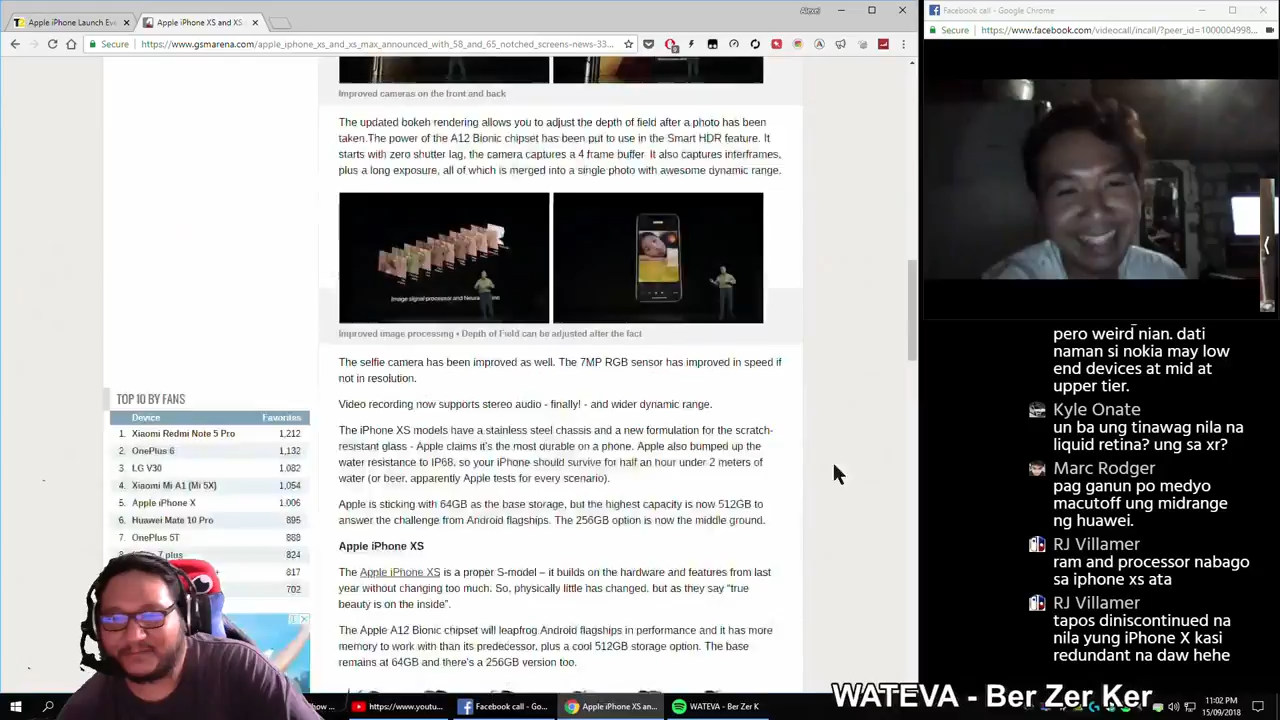 Apple iPhone Launch Eve
Apple iPhone XS and XS
Alexei
Facebook call - Google Chrome
Secure
https://www.gsmarena.com/apple_iphone_xs_and_xs_max_announced_with_58_and_65_notched_screens-news-33...
Secure
https://www.facebook.com/videocall/incall/?peer_id=1000004998...
Improved cameras on the front and back
The updated bokeh rendering allows you to adjust the depth of field after a photo has been
taken.The power of the A12 Bionic chipset has been put to use in the Smart HDR feature. It
starts with zero shutter lag, the camera captures a 4 frame buffer. It also captures interframes,
plus a long exposure, all of which is merged into a single photo with awesome dynamic range.
Improved image processing • Depth of Field can be adjusted after the fact
The selfie camera has been improved as well. The 7MP RGB sensor has improved in speed if
not in resolution.
Video recording now supports stereo audio - finally! - and wider dynamic range.
The iPhone XS models have a stainless steel chassis and a new formulation for the scratch-
resistant glass - Apple claims it's the most durable on a phone. Apple also bumped up the
water resistance to IP68, so your iPhone should survive for half an hour under 2 meters of
water (or beer, apparently Apple tests for every scenario).
Apple is sticking with 64GB as the base storage, but the highest capacity is now 512GB to
answer the challenge from Android flagships. The 256GB option is now the middle ground.
Apple iPhone XS
The Apple iPhone XS is a proper S-model – it builds on the hardware and features from last
year without changing too much. So, physically little has changed, but as they say "true
beauty is on the inside".
The Apple A12 Bionic chipset will leapfrog Android flagships in performance and it has more
memory to work with than its predecessor, plus a cool 512GB storage option. The base
remains at 64GB and there's a 256GB version too.
TOP 10 BY FANS
Device Favorites
1. Xiaomi Redmi Note 5 Pro 1,212
2. OnePlus 6 1,132
3. LG V30 1,082
4. Xiaomi Mi A1 (Mi 5X) 1,054
5. Apple iPhone X 1,006
6. Huawei Mate 10 Pro 895
7. OnePlus 5T 888
7 plus 824
817
702
pero weird nian. dati
naman si nokia may low
end devices at mid at
upper tier.
Kyle Onate
un ba ung tinawag nila na
liquid retina? ung sa xr?
Marc Rodger
pag ganun po medyo
macutoff ung midrange
ng huawei.
RJ Villamer
ram and processor nabago
sa iphone xs ata
RJ Villamer
tapos diniscontinued na
nila yung iPhone X kasi
redundant na daw hehe
WATEVA - Ber Zer Ker
https://www.youtu...
Facebook call - Go...
Apple iPhone XS an...
WATEVA - Ber Zer K
11:02 PM
15/09/2018